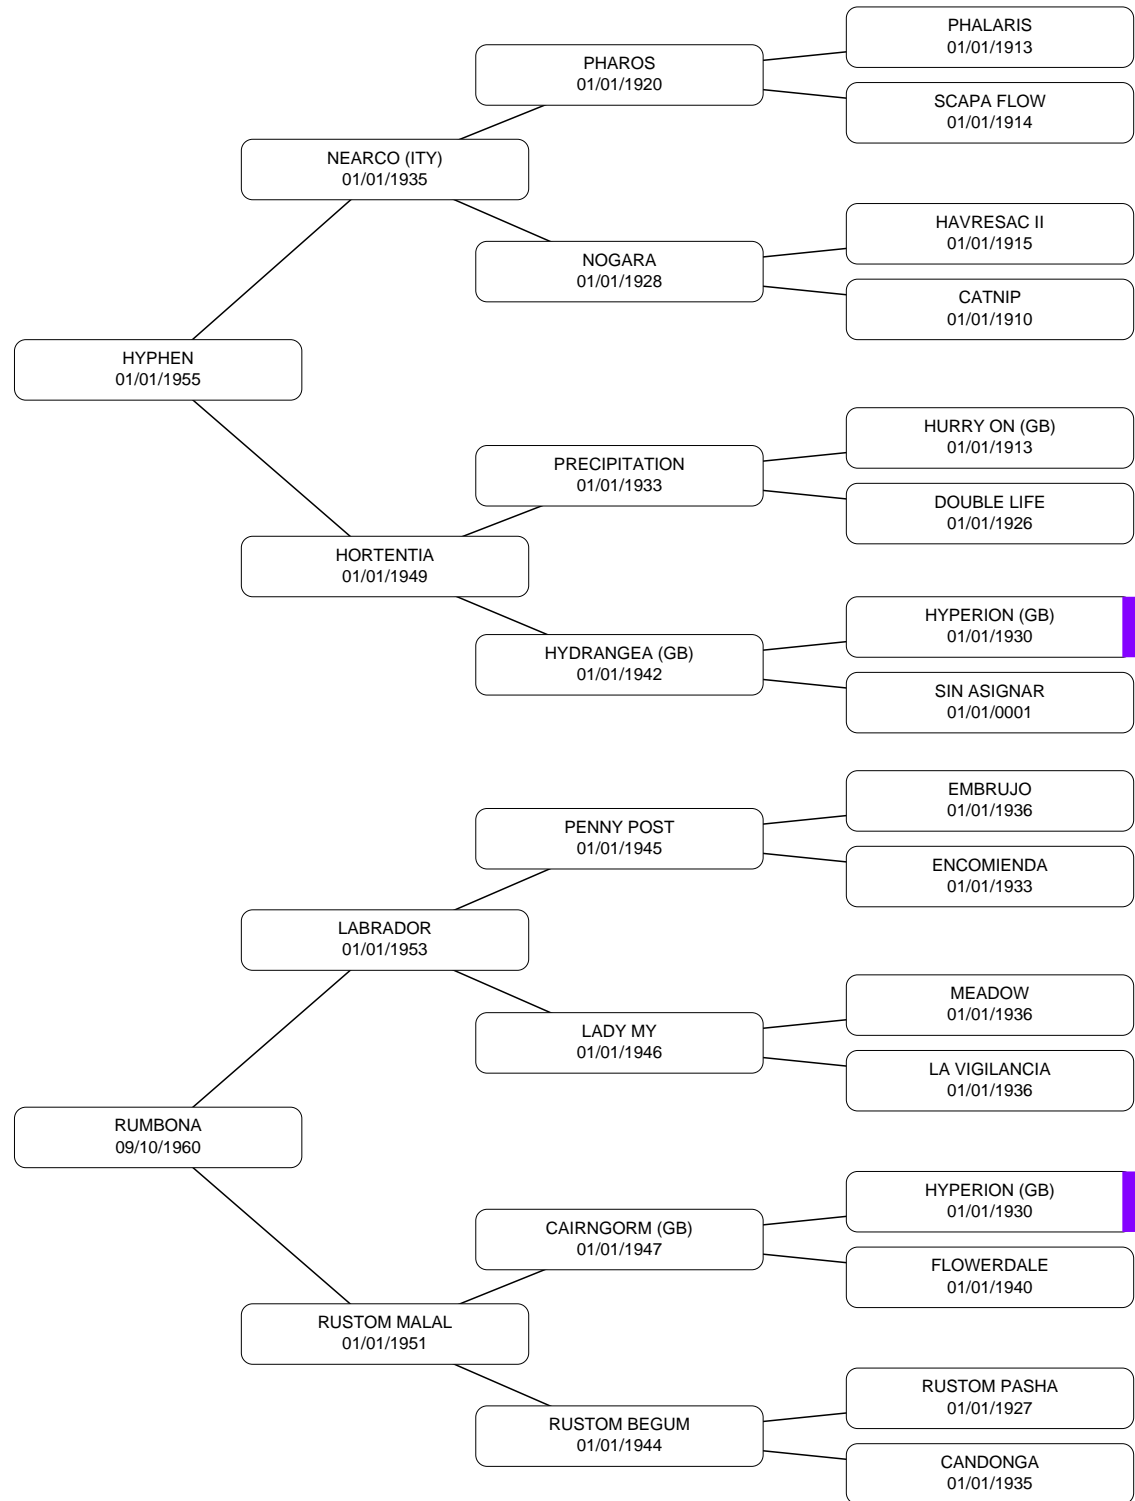 PHALARIS
01/01/1913
PHAROS
01/01/1920
SCAPA FLOW
01/01/1914
NEARCO (ITY)
01/01/1935
HAVRESAC II
01/01/1915
NOGARA
01/01/1928
CATNIP
01/01/1910
HYPHEN
01/01/1955
HURRY ON (GB)
01/01/1913
PRECIPITATION
01/01/1933
DOUBLE LIFE
01/01/1926
HORTENTIA
01/01/1949
HYPERION (GB)
01/01/1930
HYDRANGEA (GB)
01/01/1942
SIN ASIGNAR
01/01/0001
EMBRUJO
01/01/1936
PENNY POST
01/01/1945
ENCOMIENDA
01/01/1933
LABRADOR
01/01/1953
MEADOW
01/01/1936
LADY MY
01/01/1946
LA VIGILANCIA
01/01/1936
RUMBONA
09/10/1960
HYPERION (GB)
01/01/1930
CAIRNGORM (GB)
01/01/1947
FLOWERDALE
01/01/1940
RUSTOM MALAL
01/01/1951
RUSTOM PASHA
01/01/1927
RUSTOM BEGUM
01/01/1944
CANDONGA
01/01/1935